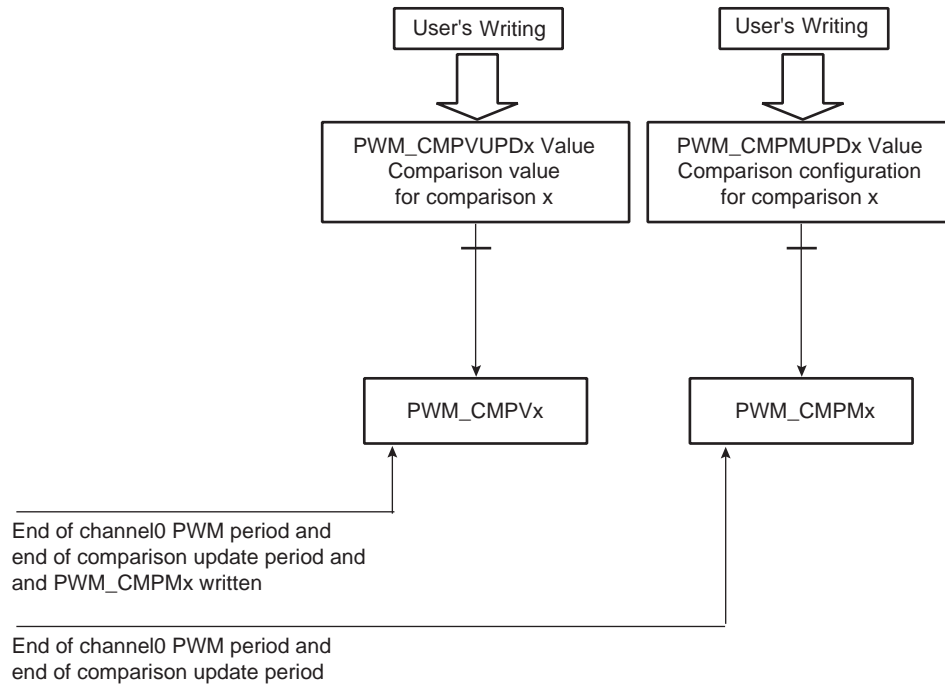 User's Writing
User's Writing
PWM_CMPVUPDx Value
Comparison value
for comparison x
PWM_CMPMUPDx Value
Comparison configuration
for comparison x
PWM_CMPVx
PWM_CMPMx
End of channel0 PWM period and
end of comparison update period and
and PWM_CMPMx written
End of channel0 PWM period and
end of comparison update period